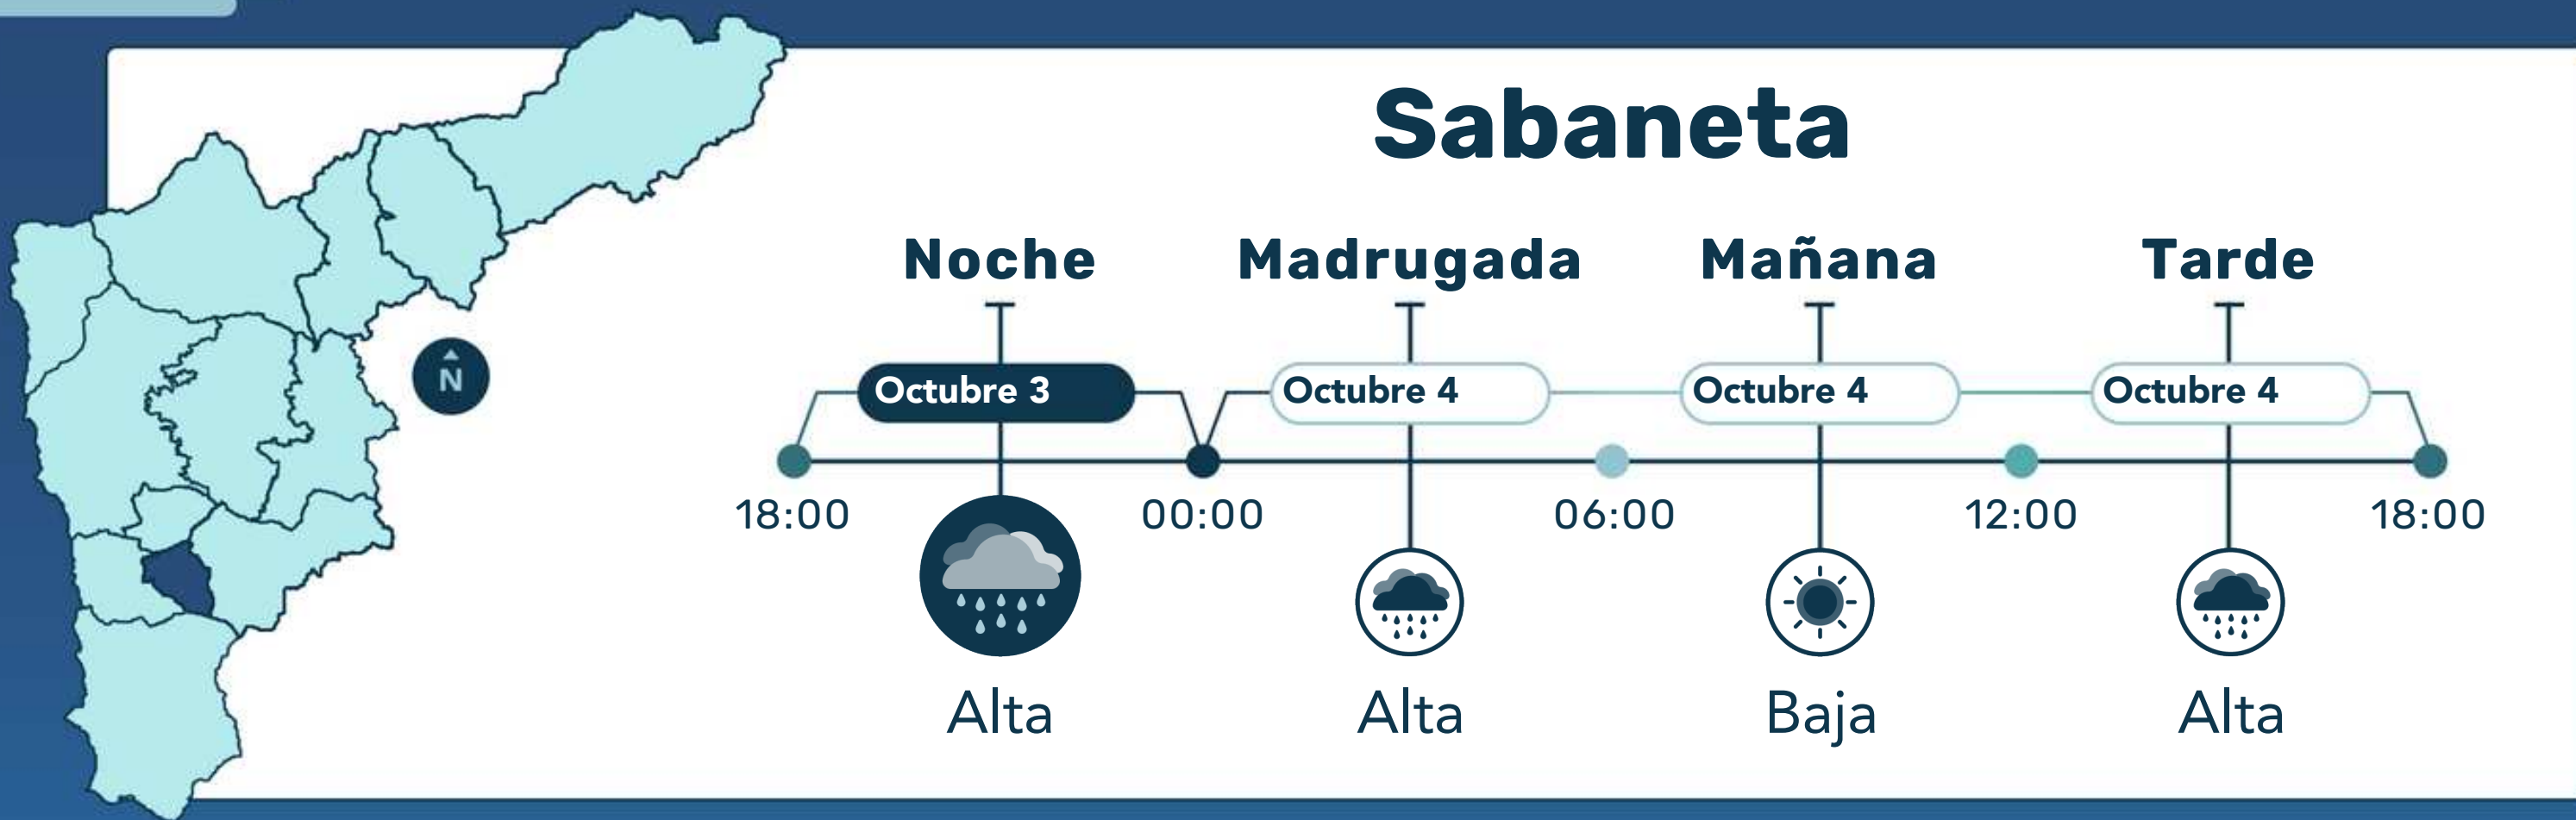 Sabaneta
Noche Madrugada Mañana Tarde
Octubre 3 Octubre 4 Octubre 4 Octubre 4
N
18:00 00:00 06:00 12:00 18:00
Alta Alta Baja Alta